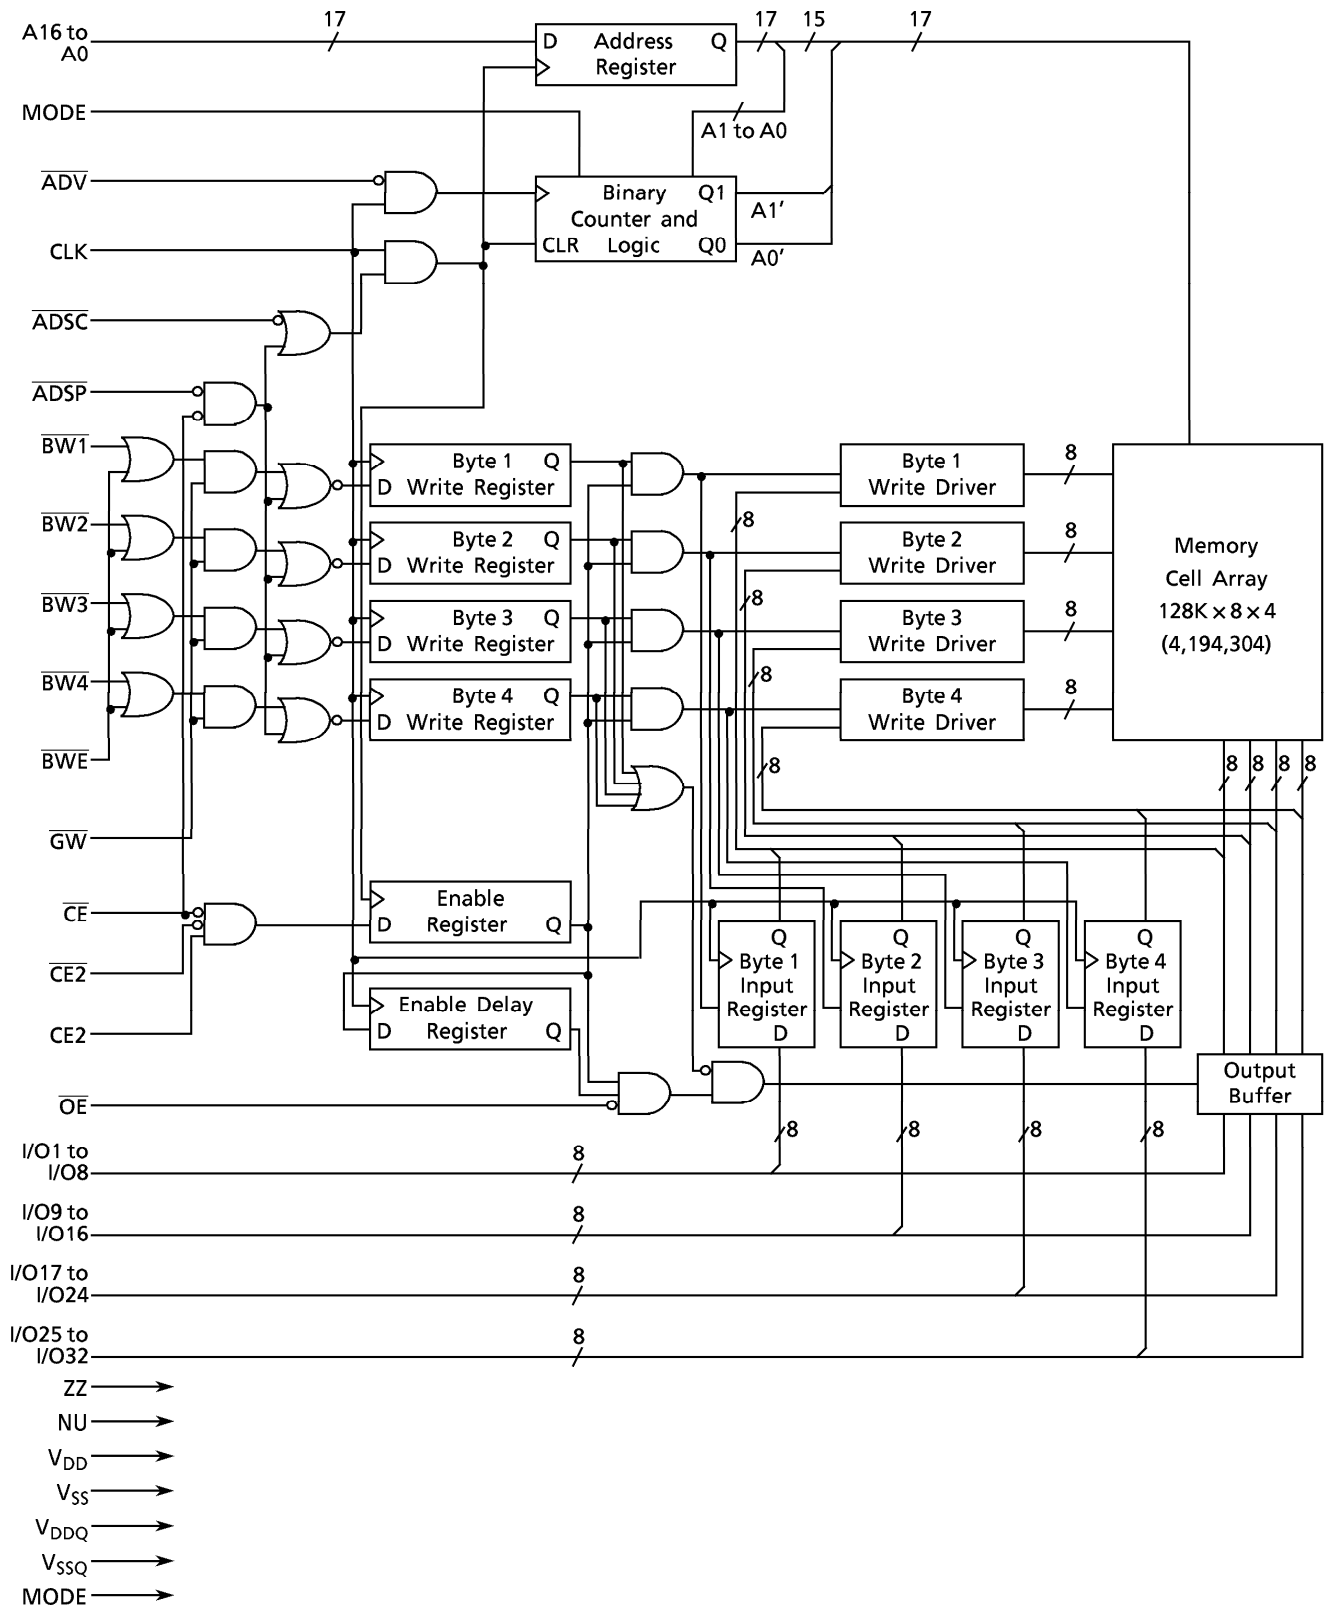 17
17
15
17
A16 to
A0
D Address Q
Register
MODE
A1 to A0
ADV
Binary Q1
Counter and
CLR Logic Q0
A1'
A0'
CLK
ADSC
ADSP
BW1
BW2
BW3
BW4
BWE
GW
CE
CE2
CE2
OE
Byte 1 Q
D Write Register
Byte 2 Q
D Write Register
Byte 3 Q
D Write Register
Byte 4 Q
D Write Register
Byte 1
Write Driver
8
8
Byte 2
Write Driver
8
8
Byte 3
Write Driver
8
8
Byte 4
Write Driver
8
8
Memory
Cell Array
128K × 8 × 4
(4,194,304)
8 8 8 8
Enable
D Register Q
Enable Delay
D Register Q
Q
Byte 1
Input
Register
D
Q
Byte 2
Input
Register
D
Q
Byte 3
Input
Register
D
Q
Byte 4
Input
Register
D
Output
Buffer
8 8 8 8
I/O1 to
I/O8
8
I/O9 to
I/O16
8
I/O17 to
I/O24
8
I/O25 to
I/O32
8
ZZ
NU
VDD
VSS
VDDQ
VSSQ
MODE